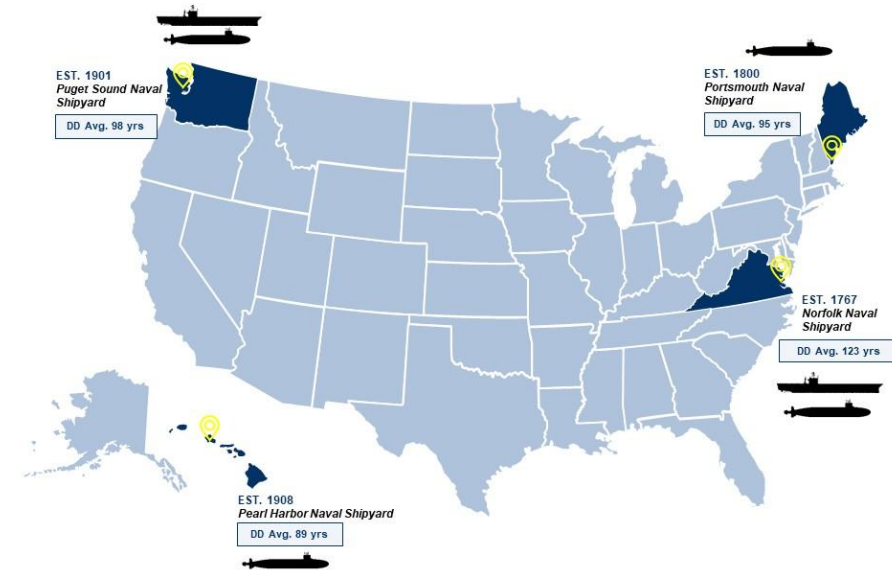 EST. 1901
Puget Sound Naval
Shipyard
DD Avg. 98 yrs
EST. 1800
Portsmouth Naval
Shipyard
DD Avg. 95 yrs
EST. 1767
Norfolk Naval
Shipyard
DD Avg. 123 yrs
EST. 1908
Pearl Harbor Naval Shipyard
DD Avg. 89 yrs